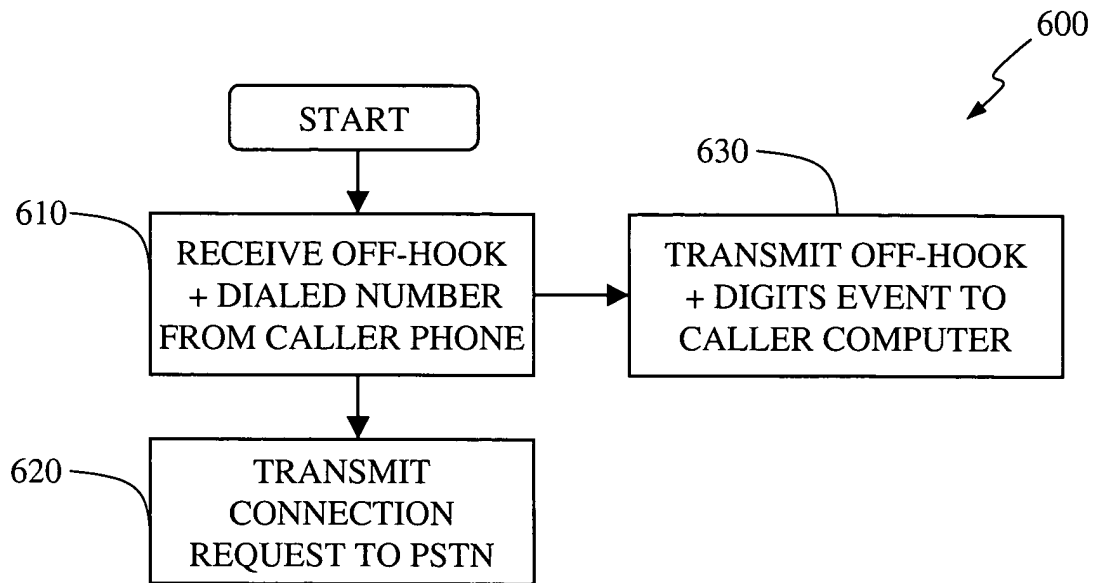 600
START
630
610
RECEIVE OFF-HOOK
+ DIALED NUMBER
FROM CALLER PHONE
TRANSMIT OFF-HOOK
+ DIGITS EVENT TO
CALLER COMPUTER
620
TRANSMIT
CONNECTION
REQUEST TO PSTN